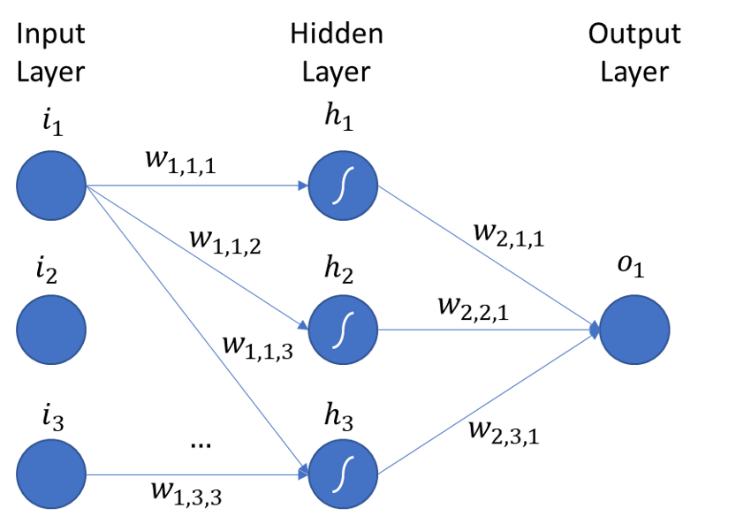 Input
Layer
Hidden
Layer
Output
Layer
i₁
h₁
w₁,₁,₁
w₁,₁,₂
w₂,₁,₁
i₂
h₂
o₁
w₂,₂,₁
w₁,₁,₃
i₃
h₃
...
w₂,₃,₁
w₁,₃,₃